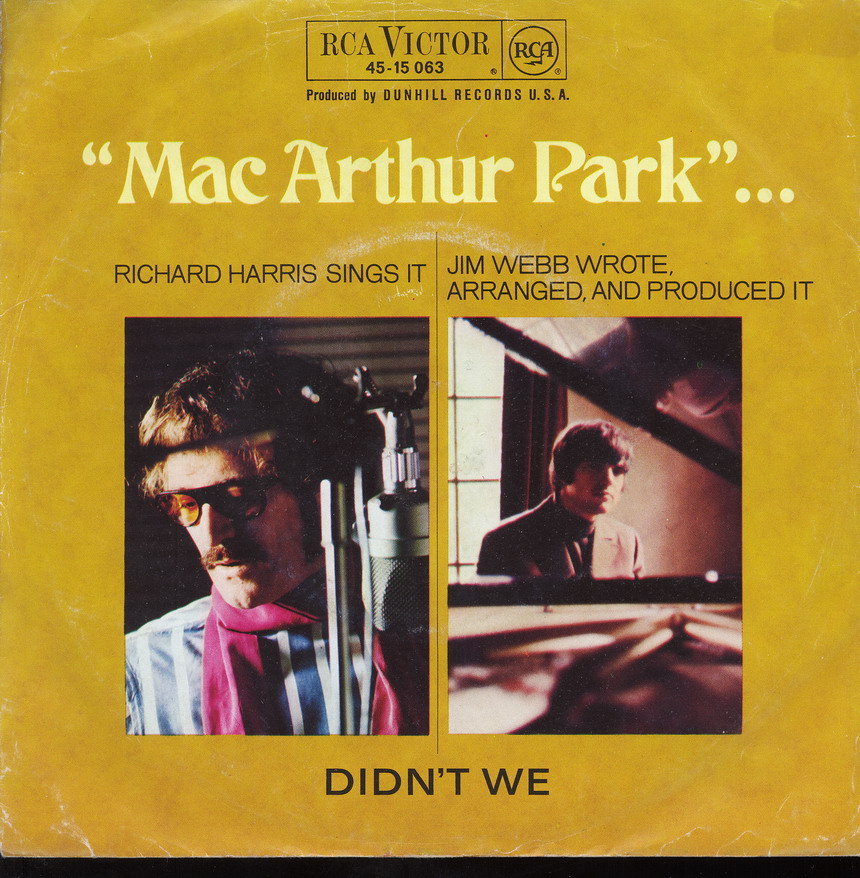 RCA VICTOR
45-15 063
®
RCA
®
Produced by DUNHILL RECORDS U. S. A.
“Mac Arthur Park”...
RICHARD HARRIS SINGS IT
JIM WEBB WROTE,
ARRANGED, AND PRODUCED IT
DIDN'T WE